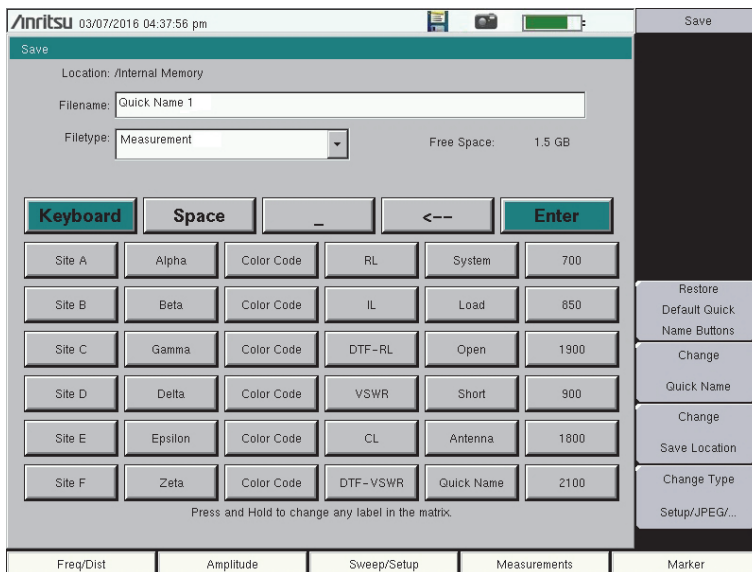 Anritsu 03/07/2016 04:37:56 pm
Save
Save
Location: /Internal Memory
Filename: Quick Name 1
Filetype: Measurement
Free Space: 1.5 GB
Keyboard Space _ <-- Enter
Site A Alpha Color Code RL System 700
Site B Beta Color Code IL Load 850
Site C Gamma Color Code DTF-RL Open 1900
Site D Delta Color Code VSWR Short 900
Site E Epsilon Color Code CL Antenna 1800
Site F Zeta Color Code DTF-VSWR Quick Name 2100
Press and Hold to change any label in the matrix.
Restore
Default Quick
Name Buttons
Change
Quick Name
Change
Save Location
Change Type
Setup/JPEG/...
Freq/Dist Amplitude Sweep/Setup Measurements Marker